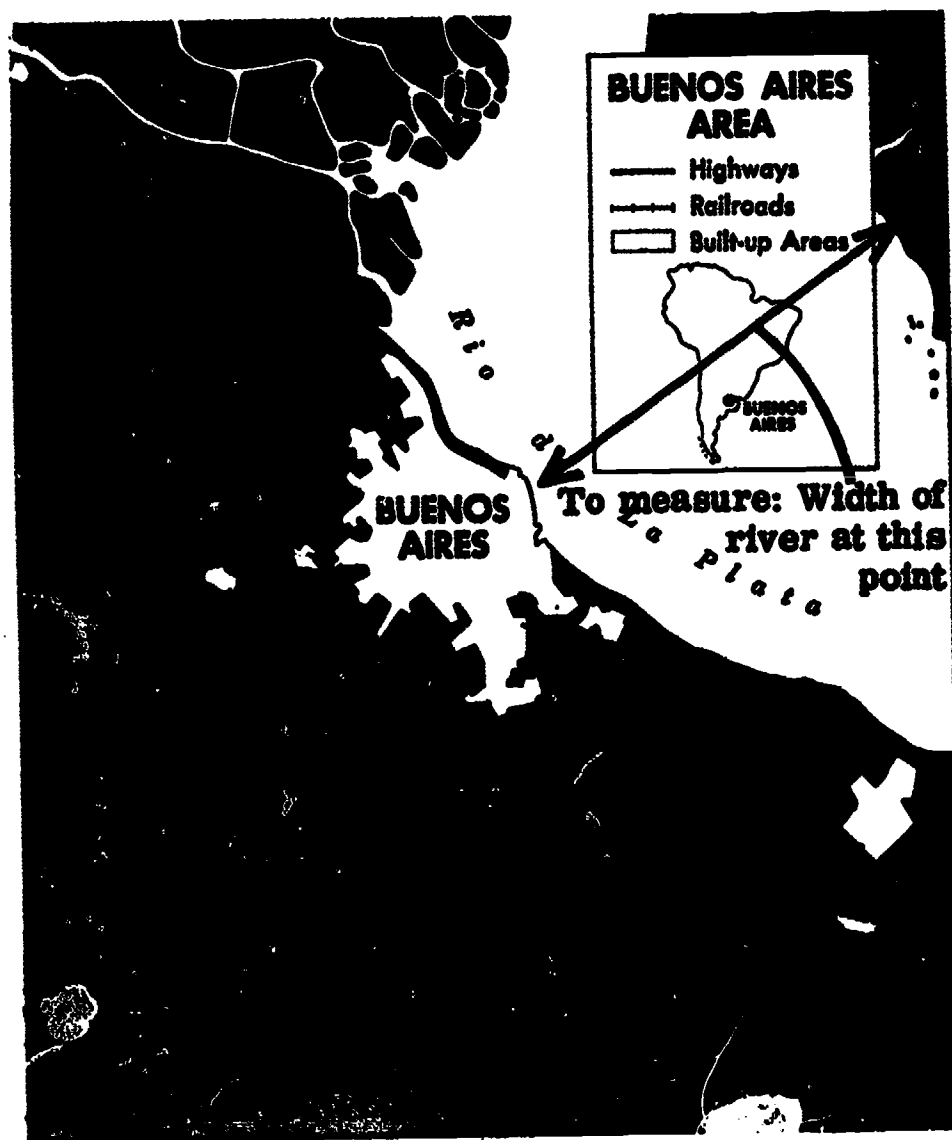 BUENOS AIRES
AREA
Highways
Railroads
Built-up Areas
BUENOS
AIRES
Rio
d
La Plata
BUENOS
AIRES
To measure: Width of
river at this
point